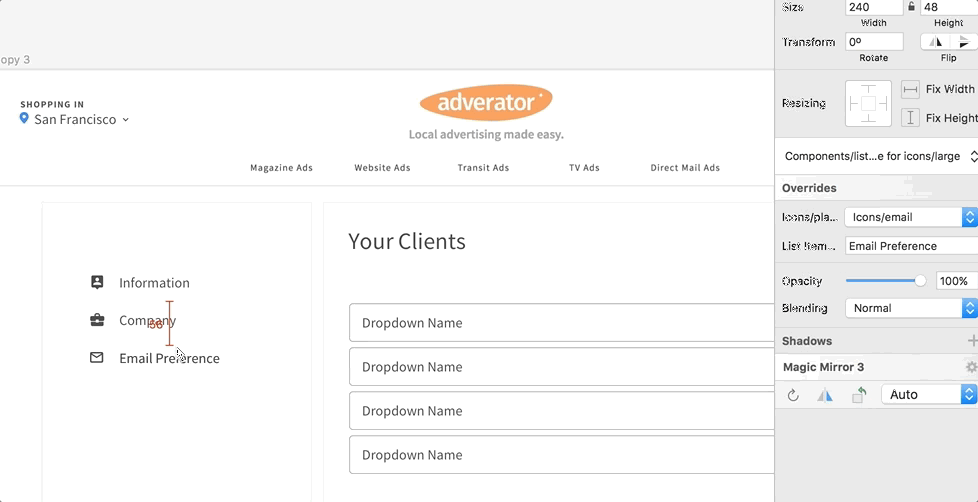 opy 3
SHOPPING IN
San Francisco
adverator
Local advertising made easy.
Magazine Ads
Website Ads
Transit Ads
TV Ads
Direct Mail Ads
Information
Company
Email Preference
Your Clients
Dropdown Name
Dropdown Name
Dropdown Name
Dropdown Name
Size 240 48
Width Height
Transform 0º
Rotate Flip
Resizing Fix Width
Fix Height
Components/list...e for icons/large
Overrides
Icons/pla... Icons/email
List Item... Email Preference
Opacity 100%
Blending Normal
Shadows
Magic Mirror 3
Auto